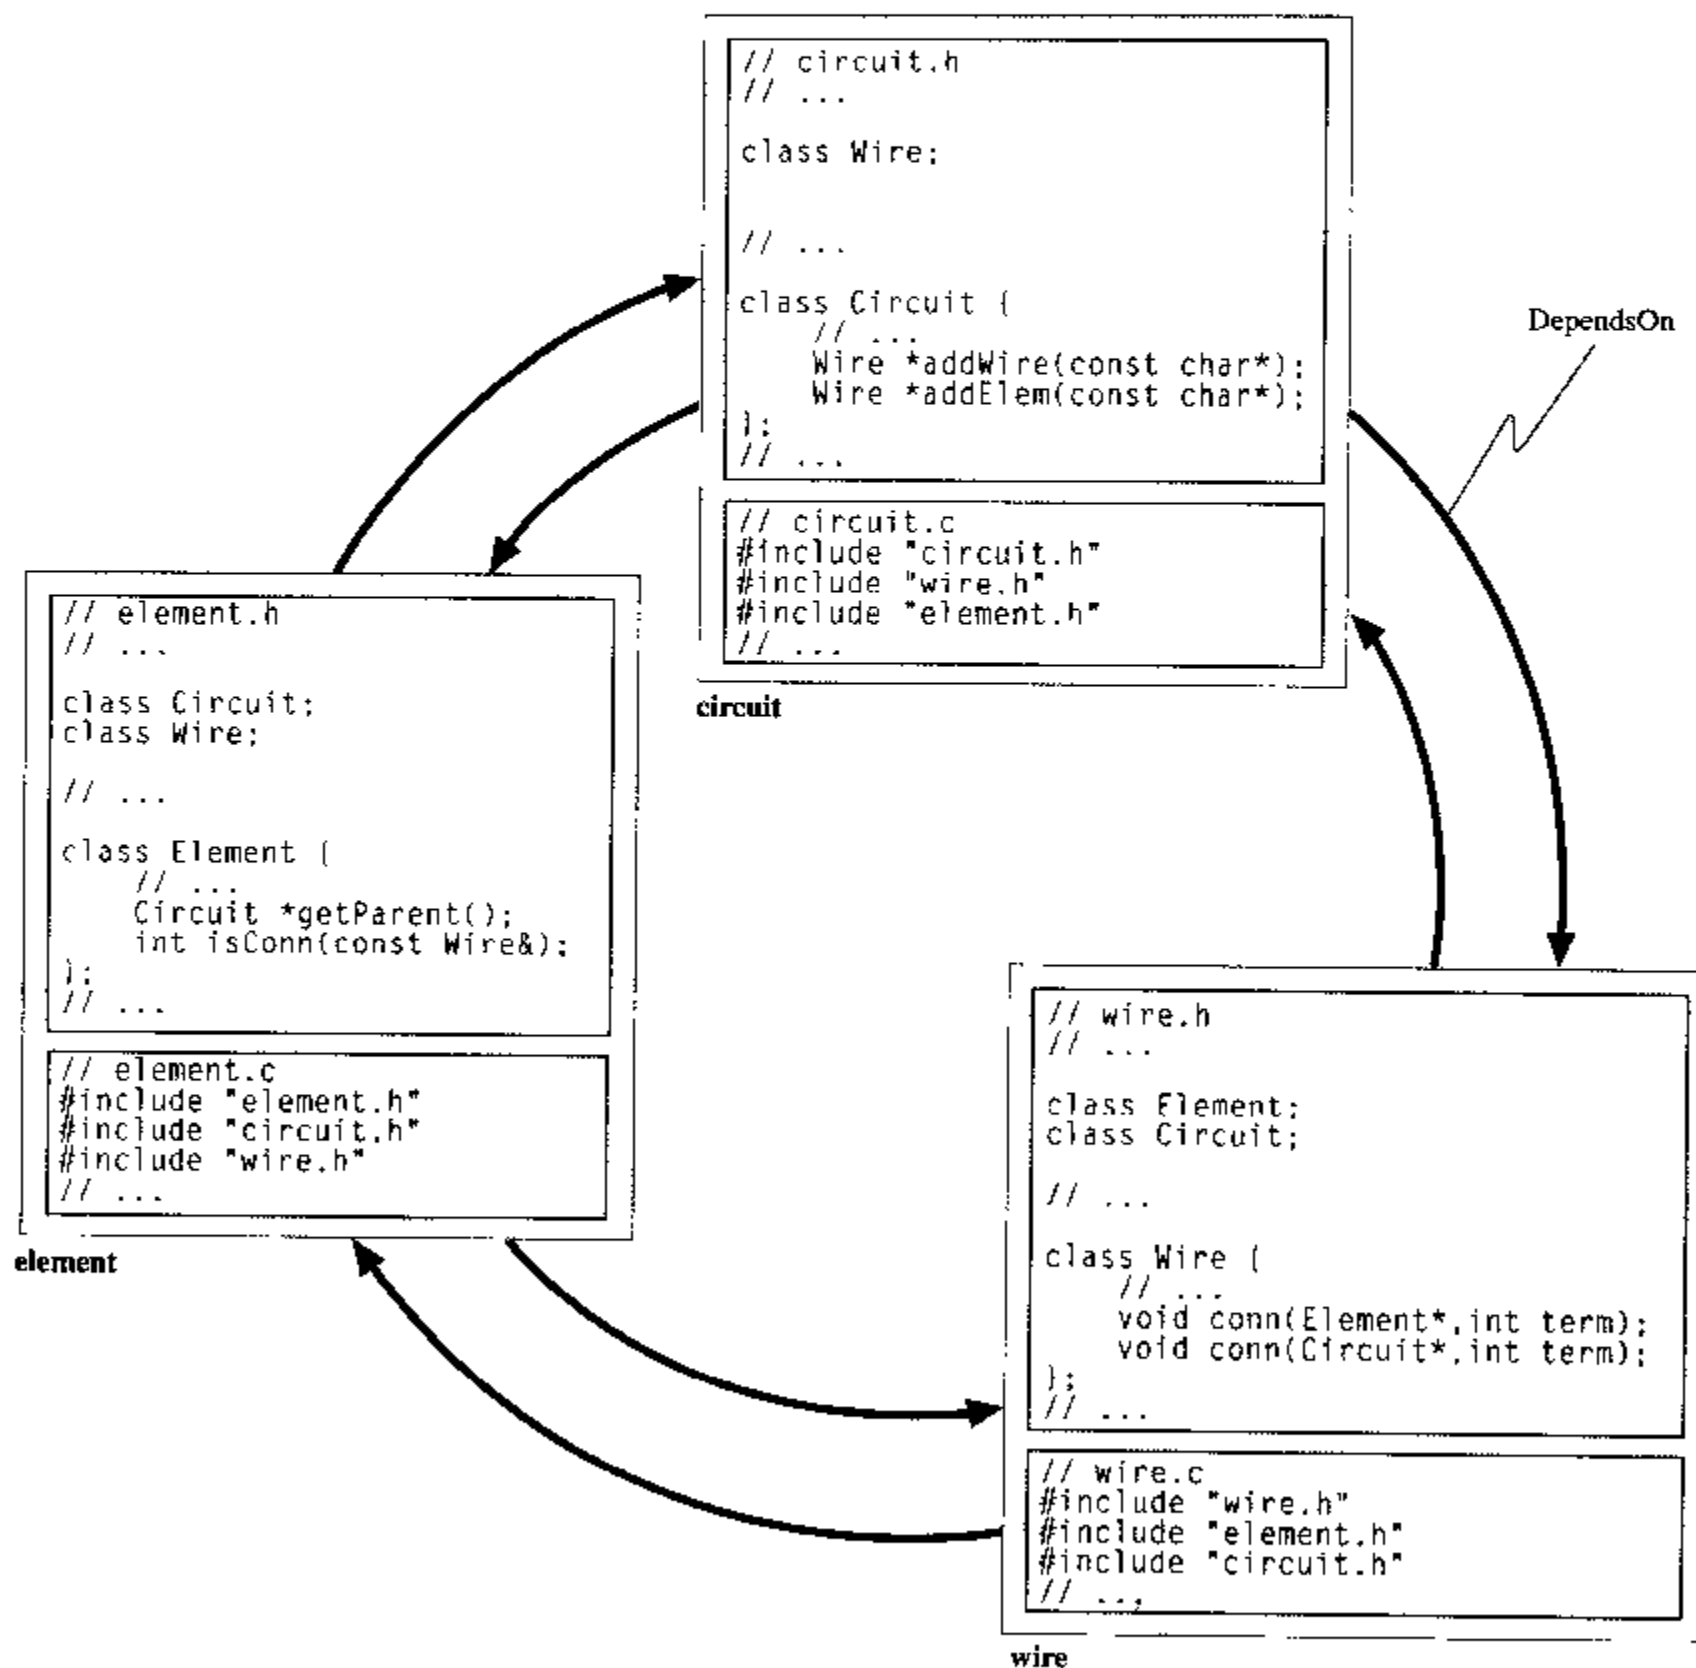 // circuit.h
// ...
class Wire;
// ...
class Circuit {
// ...
Wire *addWire(const char*);
Wire *addElem(const char*);
};
// ...
// circuit.c
#include "circuit.h"
#include "wire.h"
#include "element.h"
// ...
circuit
DependsOn
// element.h
// ...
class Circuit;
class Wire;
// ...
class Element {
// ...
Circuit *getParent();
int isConn(const Wire&);
};
// ...
// element.c
#include "element.h"
#include "circuit.h"
#include "wire.h"
// ...
element
// wire.h
// ...
class Element;
class Circuit;
// ...
class Wire {
// ...
void conn(Element*,int term);
void conn(Circuit*,int term);
};
// ...
// wire.c
#include "wire.h"
#include "element.h"
#include "circuit.h"
// ...
wire